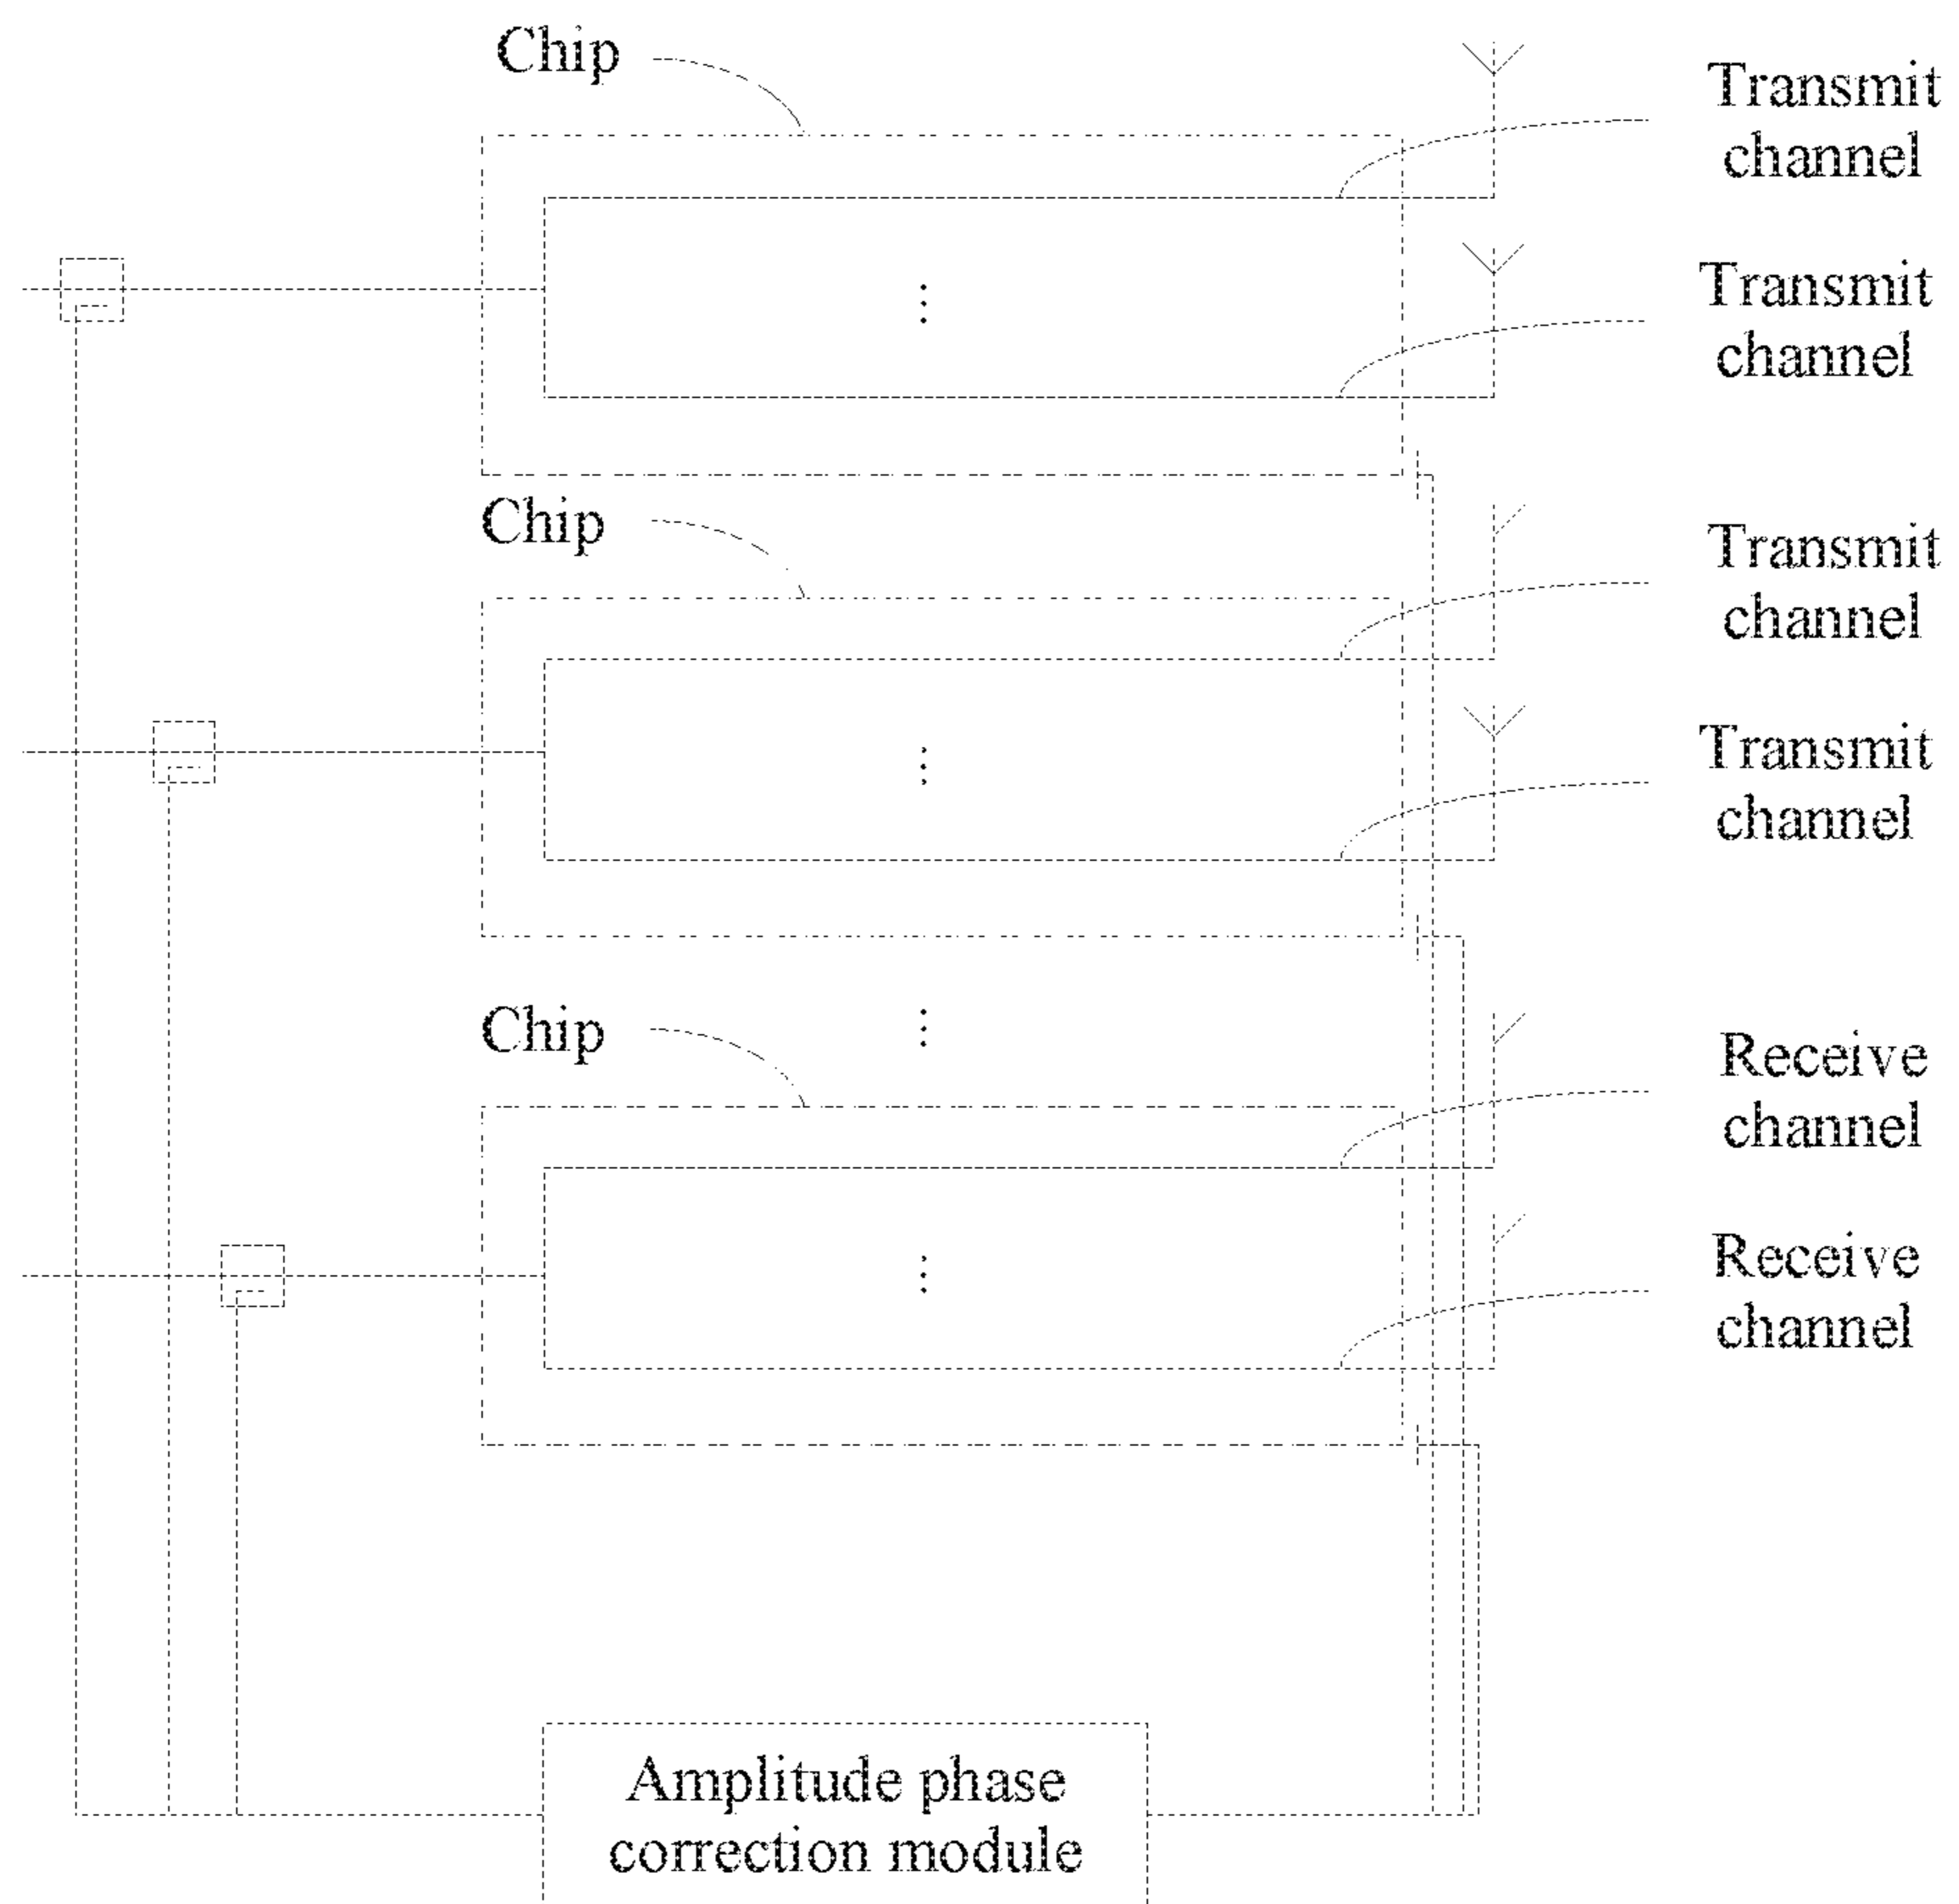 Chip
Transmit
channel
Transmit
channel
Chip
Transmit
channel
Transmit
channel
Chip
Receive
channel
Receive
channel
Amplitude phase
correction module